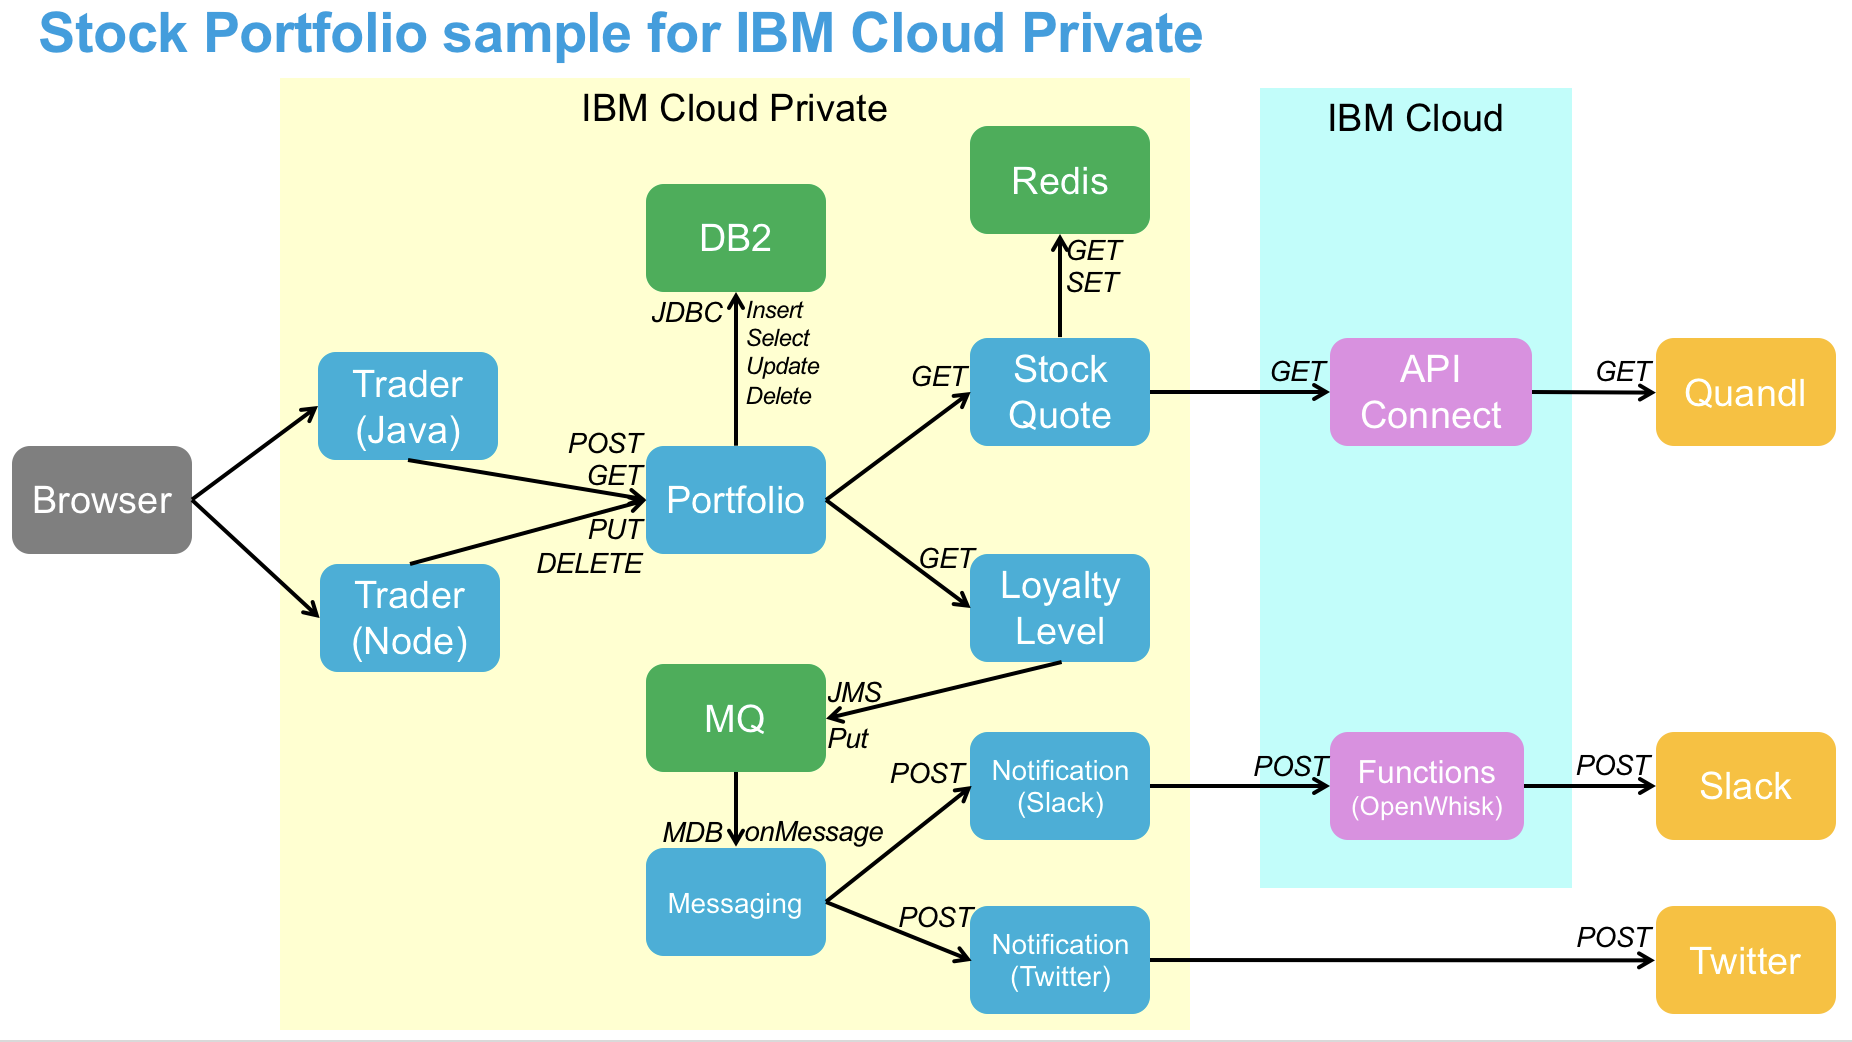 Stock Portfolio sample for IBM Cloud Private
IBM Cloud Private
IBM Cloud
Redis
DB2
GET
SET
JDBC
Insert
Select
Update
Delete
Trader
(Java)
GET
Stock
Quote
GET
API
Connect
GET
Quandl
POST
GET
Browser
Portfolio
PUT
DELETE
GET
Trader
(Node)
Loyalty
Level
MQ
JMS
Put
POST
Notification
(Slack)
POST
Functions
(OpenWhisk)
POST
Slack
MDB
onMessage
Messaging
POST
Notification
(Twitter)
POST
Twitter